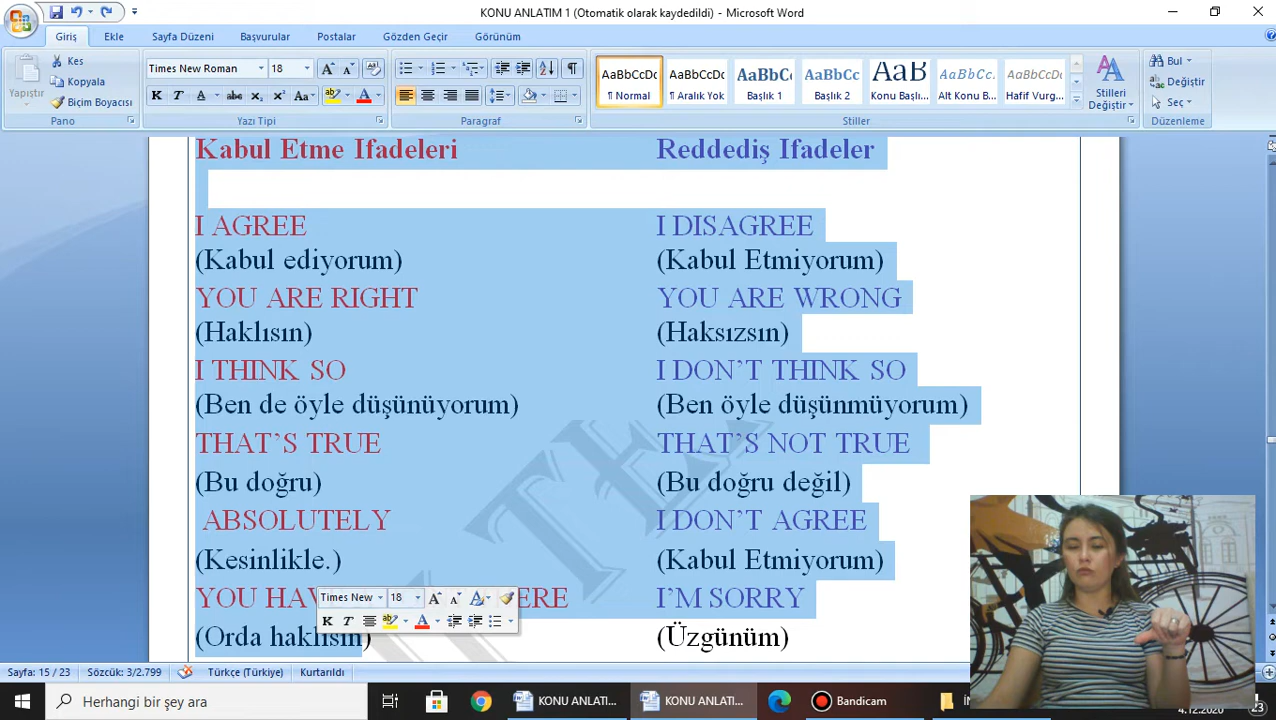 KONU ANLATIM 1 (Otomatik olarak kaydedildi) - Microsoft Word
Giriş Ekle Sayfa Düzeni Başvurular Postalar Gözden Geçir Görünüm
Yapıştır
Kes
Kopyala
Biçim Boyacısı
Times New Roman 18
AaBbCcDc AaBbCcDc AaBbCc AaBbCc AaB AaBbCc. AaBbCcDc
¶ Normal ¶ Aralık Yok Başlık 1 Başlık 2 Konu Başlı... Alt Konu B... Hafif Vurg...
Stilleri Değiştir
Bul
Değiştir
Seç
Pano Yazı Tipi Paragraf Stiller Düzenleme
Kabul Etme Ifadeleri Reddediş Ifadeler
I AGREE I DISAGREE
(Kabul ediyorum) (Kabul Etmiyorum)
YOU ARE RIGHT YOU ARE WRONG
(Haklısın) (Haksızsın)
I THINK SO I DON’T THINK SO
(Ben de öyle düşünüyorum) (Ben öyle düşünmüyorum)
THAT’S TRUE THAT’S NOT TRUE
(Bu doğru) (Bu doğru değil)
ABSOLUTELY I DON’T AGREE
(Kesinlikle.) (Kabul Etmiyorum)
YOU I’M SORRY
Times New 18
(Orda haklısın) (Üzgünüm)
Sayfa: 15 / 23 Sözcük: 3/2.799 Türkçe (Türkiye) Kurtarıldı
Herhangi bir şey ara KONU ANLATI... KONU ANLATI... Bandicam
4.12.2020